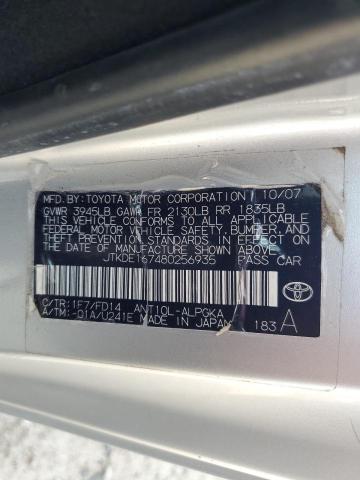 MFD.BY:TOYOTA MOTOR CORPORATION 10/07
GVWR 3945LB GAWR FR 2130LB RR 1835LB
THIS VEHICLE CONFORMS TO ALL APPLICABLE
FEDERAL MOTOR VEHICLE SAFETY, BUMPER, AND
THEFT PREVENTION STANDARDS IN EFFECT ON
THE DATE OF MANUFACTURE SHOWN ABOVE.
JTKDE167480256935 PASS CAR
C/TR:1F7/FD14 ANT10L-ALPGKA
A/TM:-01A/U241E MADE IN JAPAN 183 A
TOYOTA